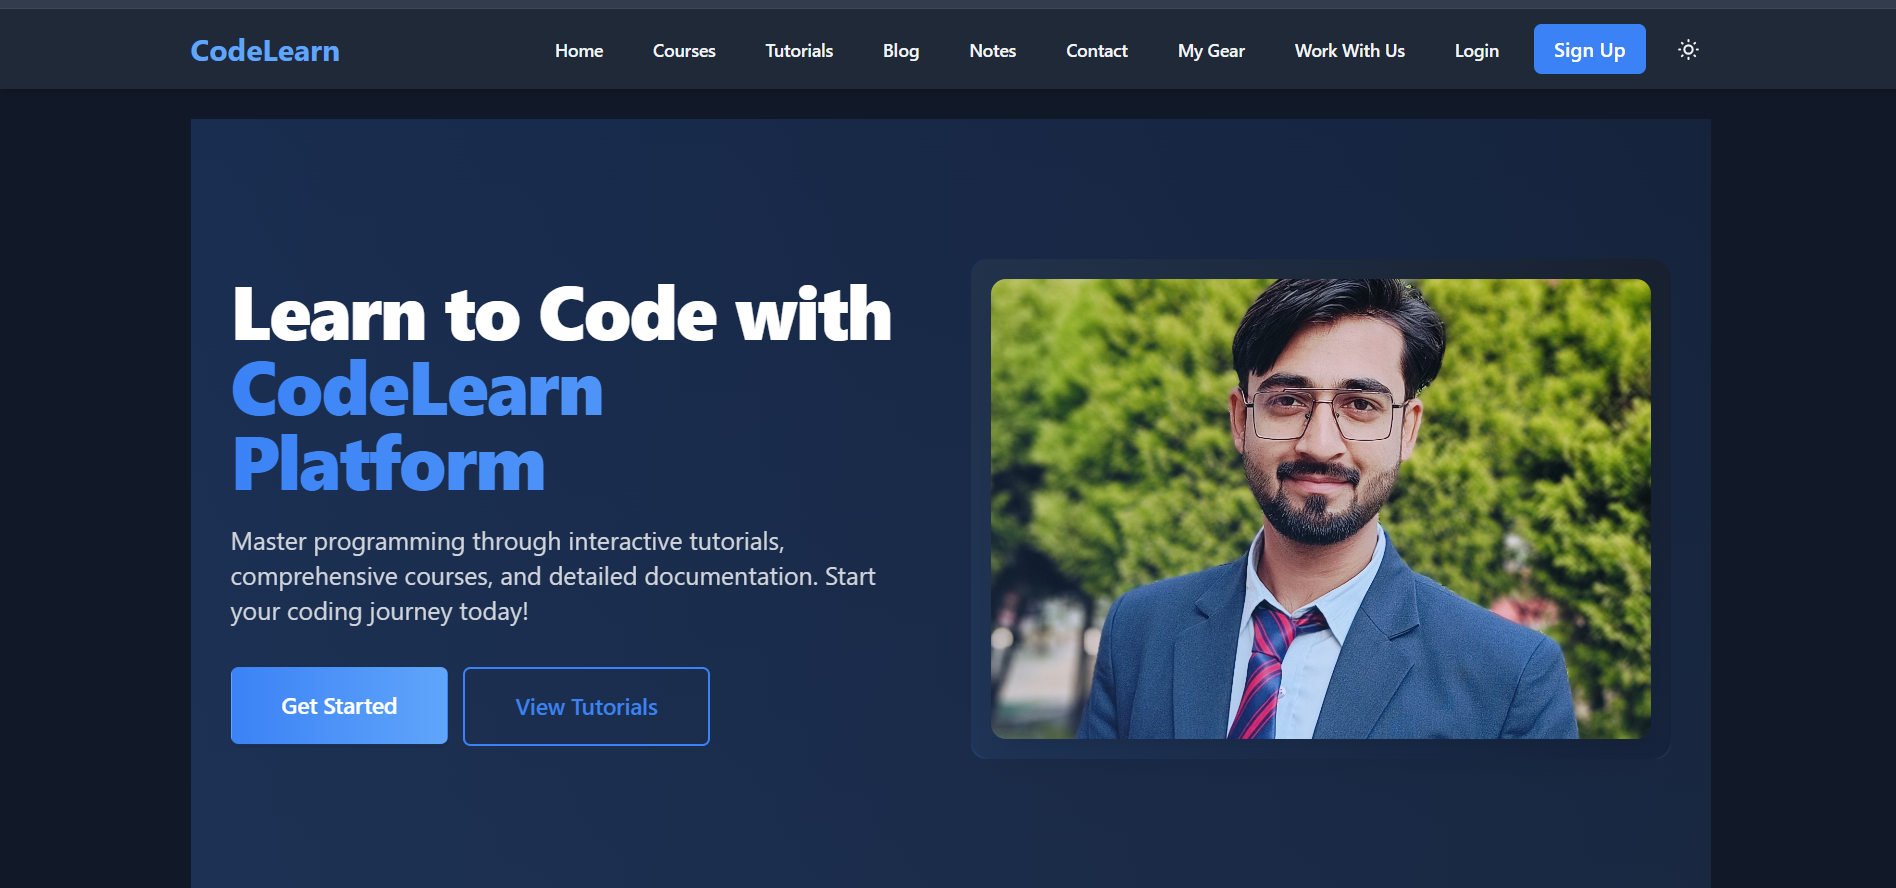 CodeLearn
Home Courses Tutorials Blog Notes Contact My Gear Work With Us Login Sign Up
Learn to Code with
CodeLearn
Platform
Master programming through interactive tutorials,
comprehensive courses, and detailed documentation. Start
your coding journey today!
Get Started
View Tutorials